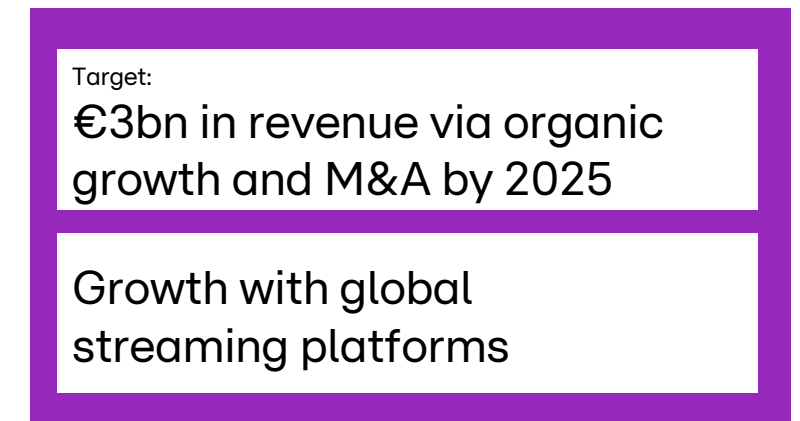 Target:
€3bn in revenue via organic
growth and M&A by 2025
Growth with global
streaming platforms